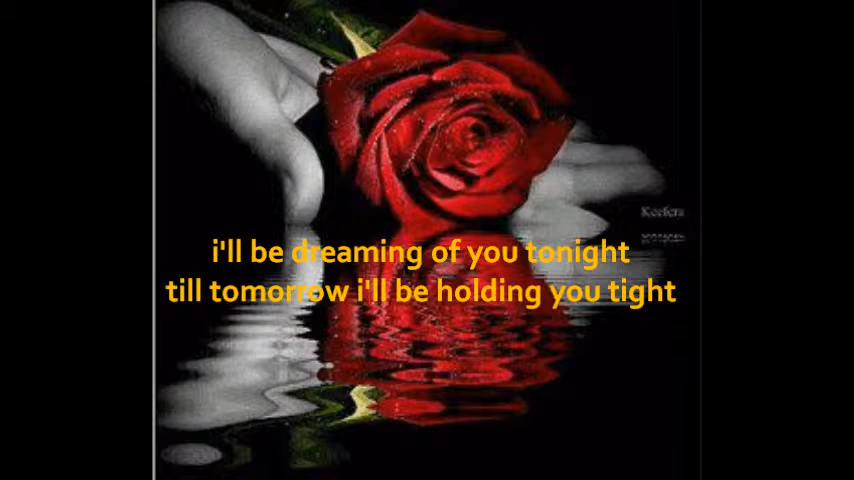 Keefers
i'll be dreaming of you tonight
till tomorrow i'll be holding you tight